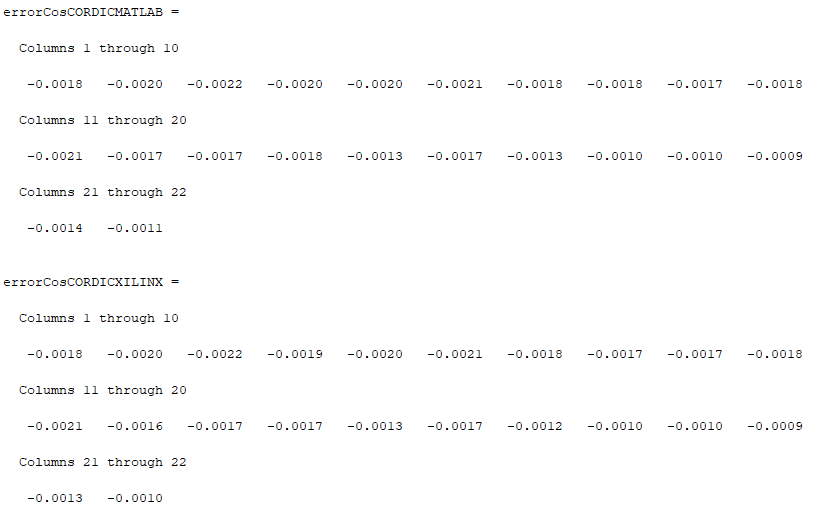 errorCosCORDICMATLAB =
Columns 1 through 10
-0.0018 -0.0020 -0.0022 -0.0020 -0.0020 -0.0021 -0.0018 -0.0018 -0.0017 -0.0018
Columns 11 through 20
-0.0021 -0.0017 -0.0017 -0.0018 -0.0013 -0.0017 -0.0013 -0.0010 -0.0010 -0.0009
Columns 21 through 22
-0.0014 -0.0011
errorCosCORDICXILINX =
Columns 1 through 10
-0.0018 -0.0020 -0.0022 -0.0019 -0.0020 -0.0021 -0.0018 -0.0017 -0.0017 -0.0018
Columns 11 through 20
-0.0021 -0.0016 -0.0017 -0.0017 -0.0013 -0.0017 -0.0012 -0.0010 -0.0010 -0.0009
Columns 21 through 22
-0.0013 -0.0010